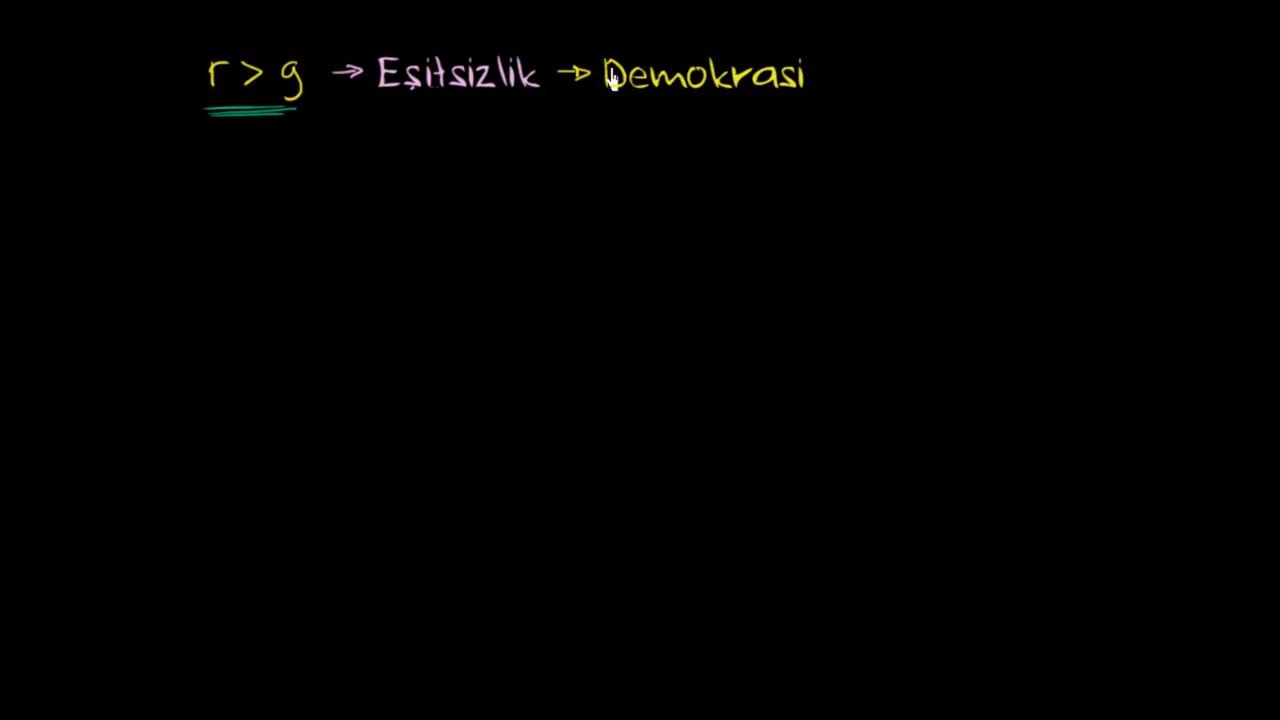 r > g → Eşitsizlik → Demokrasi